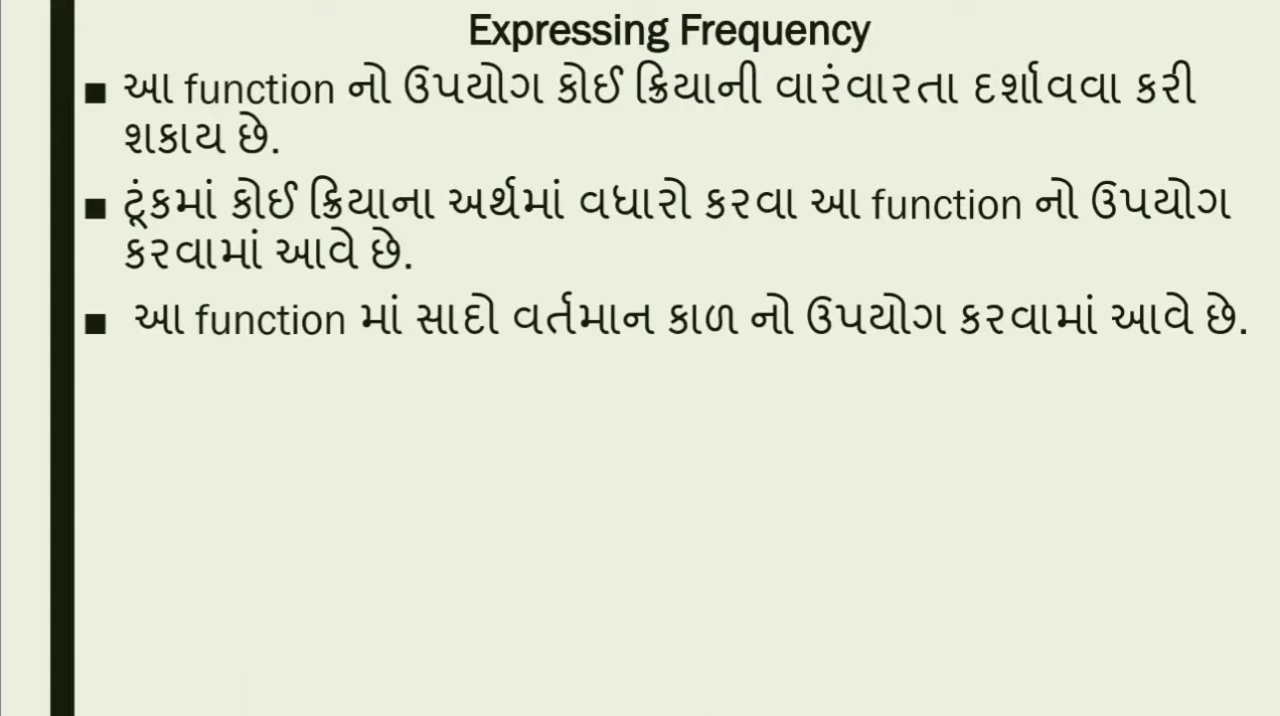 Expressing Frequency
■ આ function નો ઉપયોગ કોઈ ક્રિયાની વારંવારતા દર્શાવવા કરી
શકાય છે.
■ ટૂંકમાં કોઈ ક્રિયાના અર્થમાં વધારો કરવા આ function નો ઉપયોગ
કરવામાં આવે છે.
■ આ function માં સાદો વર્તમાન કાળ નો ઉપયોગ કરવામાં આવે છે.